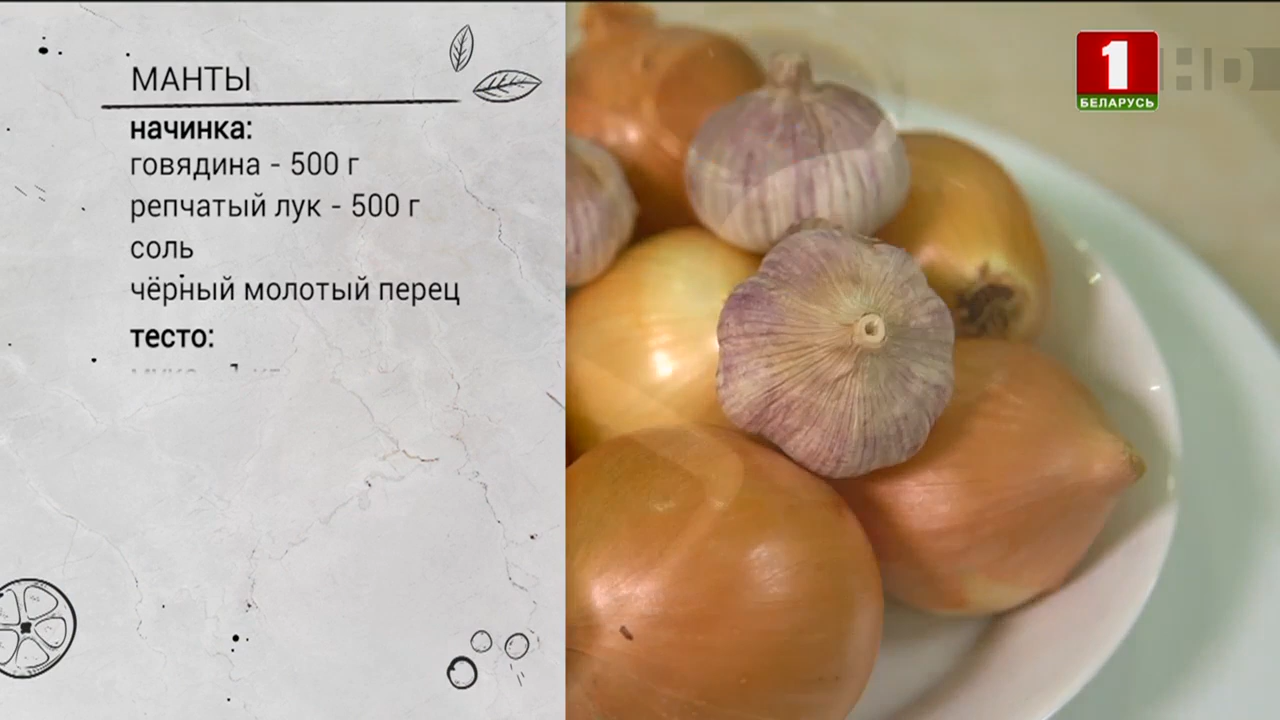 МАНТЫ
начинка:
говядина - 500 г
репчатый лук - 500 г
соль
чёрный молотый перец
тесто:
1
БЕЛАРУСЬ
HD